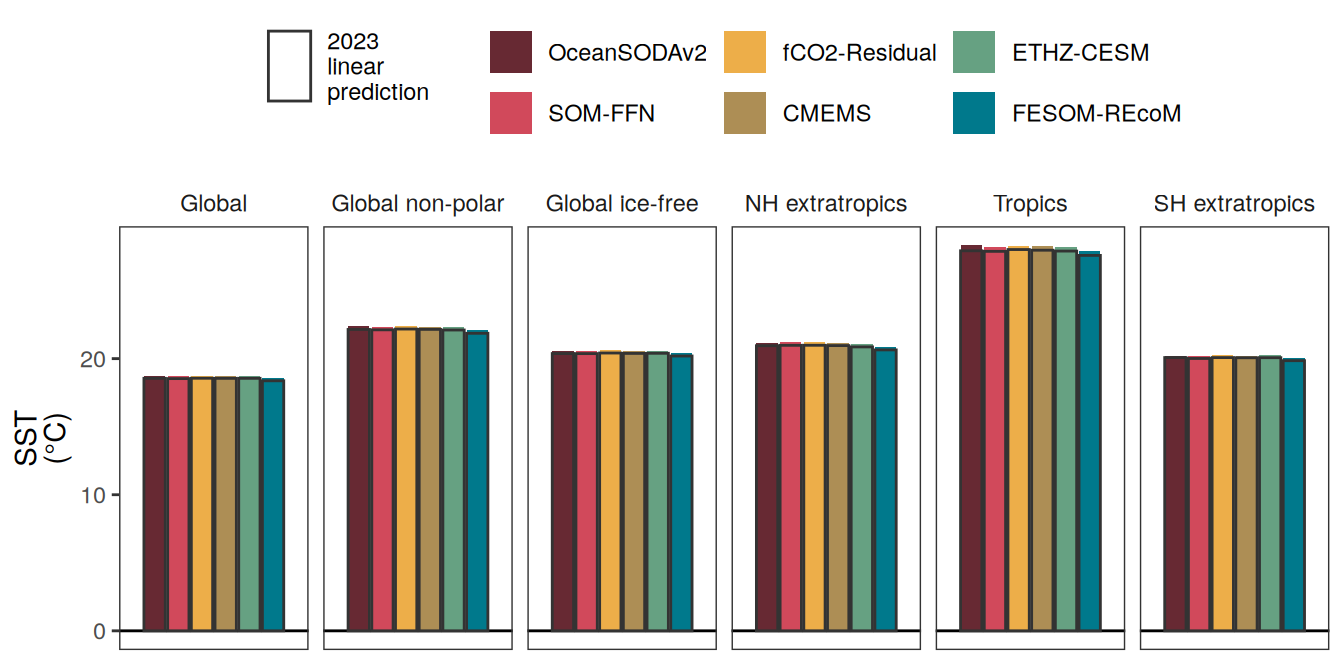 2023
linear
prediction
OceanSODAv2
fCO2-Residual
ETHZ-CESM
SOM-FFN
CMEMS
FESOM-REcoM
Global
Global non-polar
Global ice-free
NH extratropics
Tropics
SH extratropics
SST
(°C)
20
10
0